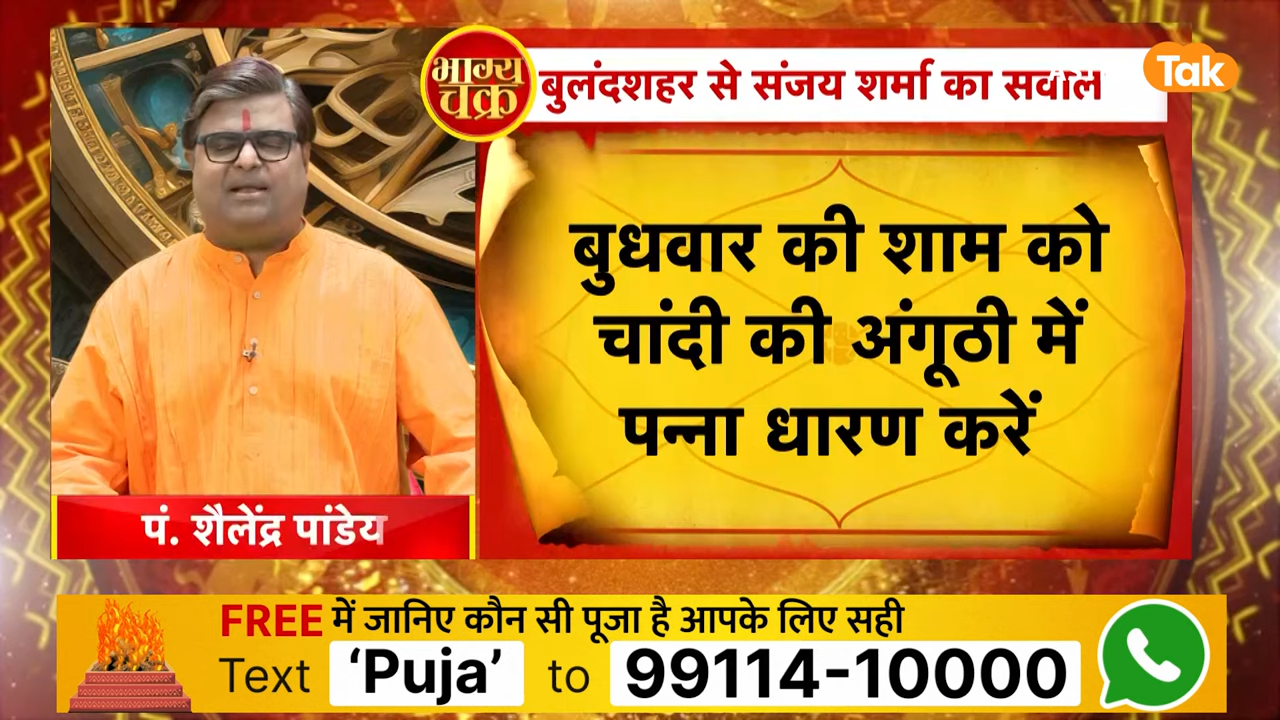 भाग्य चक्र
बुलंदशहर से संजय शर्मा का सवाल
Tak
बुधवार की शाम को
चांदी की अंगूठी में
पन्ना धारण करें
पं. शैलेंद्र पांडेय
FREE में जानिए कौन सी पूजा है आपके लिए सही
Text ‘Puja’ to 99114-10000